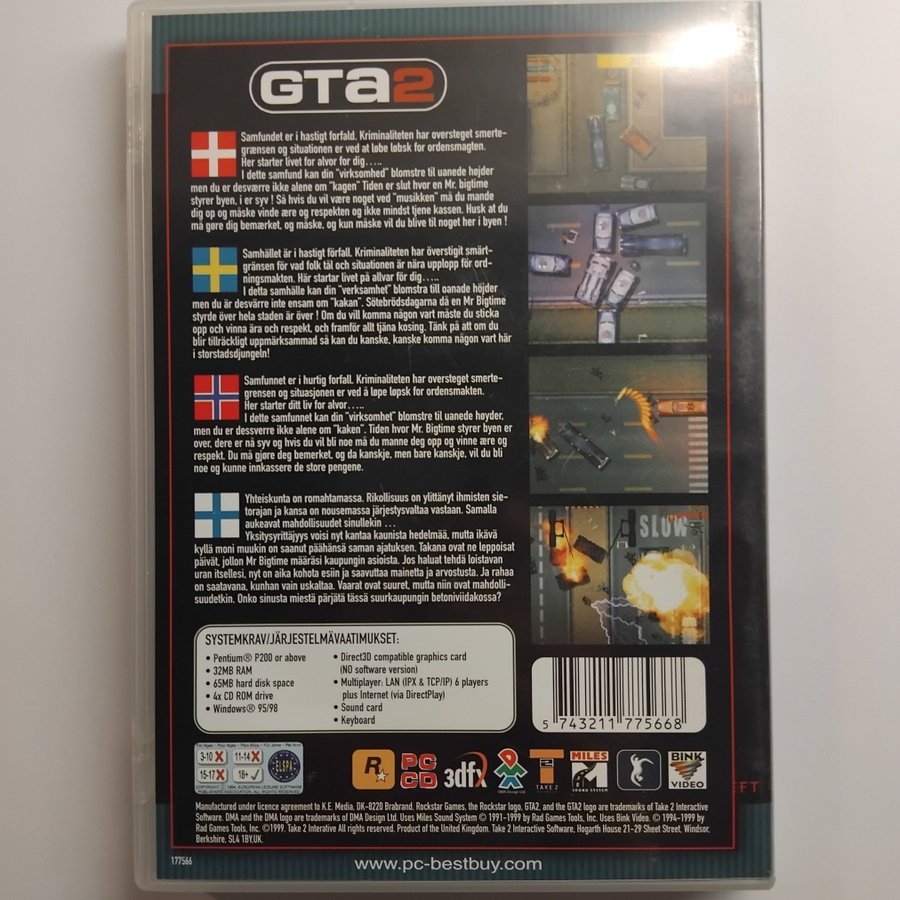 GTA2
Samfundet er i hastigt forfald. Kriminaliteten har oversteget smerte-
grænsen og situationen er ved at løbe løbsk for ordensmagten.
Her starter livet for alvor for dig.....
I dette samfund kan din "virksomhed" blomstre til uanede højder
men du er desværre ikke alene om "kagen" Tiden er slut hvor en Mr. bigtime
styrer byen, i er syv ! Så hvis du vil være noget ved "musikken" må du mande
dig op og måske vinde ære og respekten og ikke mindst tjene kassen. Husk at du
må gøre dig bemærket, og måske, og kun måske vil du blive til noget her i byen !
Samhället är i hastigt förfall. Kriminaliteten har överstigit smärt-
gränsen för vad folk tål och situationen är nära upplopp för ord-
ningsmakten. Här startar livet på allvar för dig.....
I detta samhälle kan din "verksamhet" blomstra till oanade höjder
men du är desvärre inte ensam om "kakan". Sötebrödsdagarna då en Mr Bigtime
styrde över hela staden är över ! Om du vill komma någon vart måste du sticka
opp och vinna ära och respekt, och framför allt tjäna kosing. Tänk på att om du
blir tillräckligt uppmärksammad så kan du kanske, kanske komma någon vart här
i storstadsdjungeln!
Samfunnet er i hurtig forfall. Kriminaliteten har oversteget smerte-
grensen og situasjonen er ved å løpe løpsk for ordensmakten.
Her starter ditt liv for alvor.....
I dette samfunnet kan din "virksomhet" blomstre til uanede høyder,
men er du dessverre ikke alene om "kaken". Tiden hvor Mr. Bigtime styrer byen er
over, dere er nå syv og hvis du vil bli noe må du manne deg opp og vinne ære og
respekt. Du må gjøre deg bemerket, og da kanskje, men bare kanskje, vil du bli
noe og kunne innkassere de store pengene.
Yhteiskunta on romahtamassa. Rikollisuus on ylittänyt ihmisten sie-
torajan ja kansa on nousemassa järjestysvaltaa vastaan. Samalla
aukeavat mahdollisuudet sinullekin ...
Yksityisyrittäjyys voisi nyt kantaa kaunista hedelmää, mutta ikävä
kyllä moni muukin on saanut päähänsä saman ajatuksen. Takana ovat ne leppoisat
päivät, jollon Mr Bigtime määräsi kaupungin asioista. Jos haluat tehdä loistavan
uran itsellesi, nyt on aika kohota esiin ja saavuttaa mainetta ja arvostusta. Ja rahaa
on saatavana, kunhan vain uskaltaa. Vaarat ovat suuret, mutta niin ovat mahdolli-
suudetkin. Onko sinusta miestä pärjätä tässä suurkaupungin betoniviidakossa?
SLOW
SYSTEMKRAV/JÄRJESTELMÄVAATIMUKSET:
• Pentium® P200 or above
• 32MB RAM
• 65MB hard disk space
• 4x CD ROM drive
• Windows® 95/98
• Direct3D compatible graphics card
(NO software version)
• Multiplayer: LAN (IPX & TCP/IP) 6 players
plus Internet (via DirectPlay)
• Sound card
• Keyboard
5 743211 775668
3-10 11-14
15-17 18+
ELSPA
R
PC
CD
3dfx
DMA Design Ltd
TAKE 2
MILES
SOUND SYSTEM
BINK
VIDEO
Manufactured under licence agreement to K.E. Media, DK-8220 Brabrand. Rockstar Games, the Rockstar logo, GTA2, and the GTA2 logo are trademarks of Take 2 Interactive
Software. DMA and the DMA logo are trademarks of DMA Design Ltd. Uses Miles Sound System © 1991-1999 by Rad Games Tools, Inc. Uses Bink Video. © 1994-1999 by
Rad Games Tools, Inc. ©1999, Take 2 Interative All rights reserved. Product of the United Kingdom. Take 2 Interactive Software, Hogarth House 21-29 Sheet Street, Windsor,
Berkshire, SL4 1BY.UK.
177566
www.pc-bestbuy.com